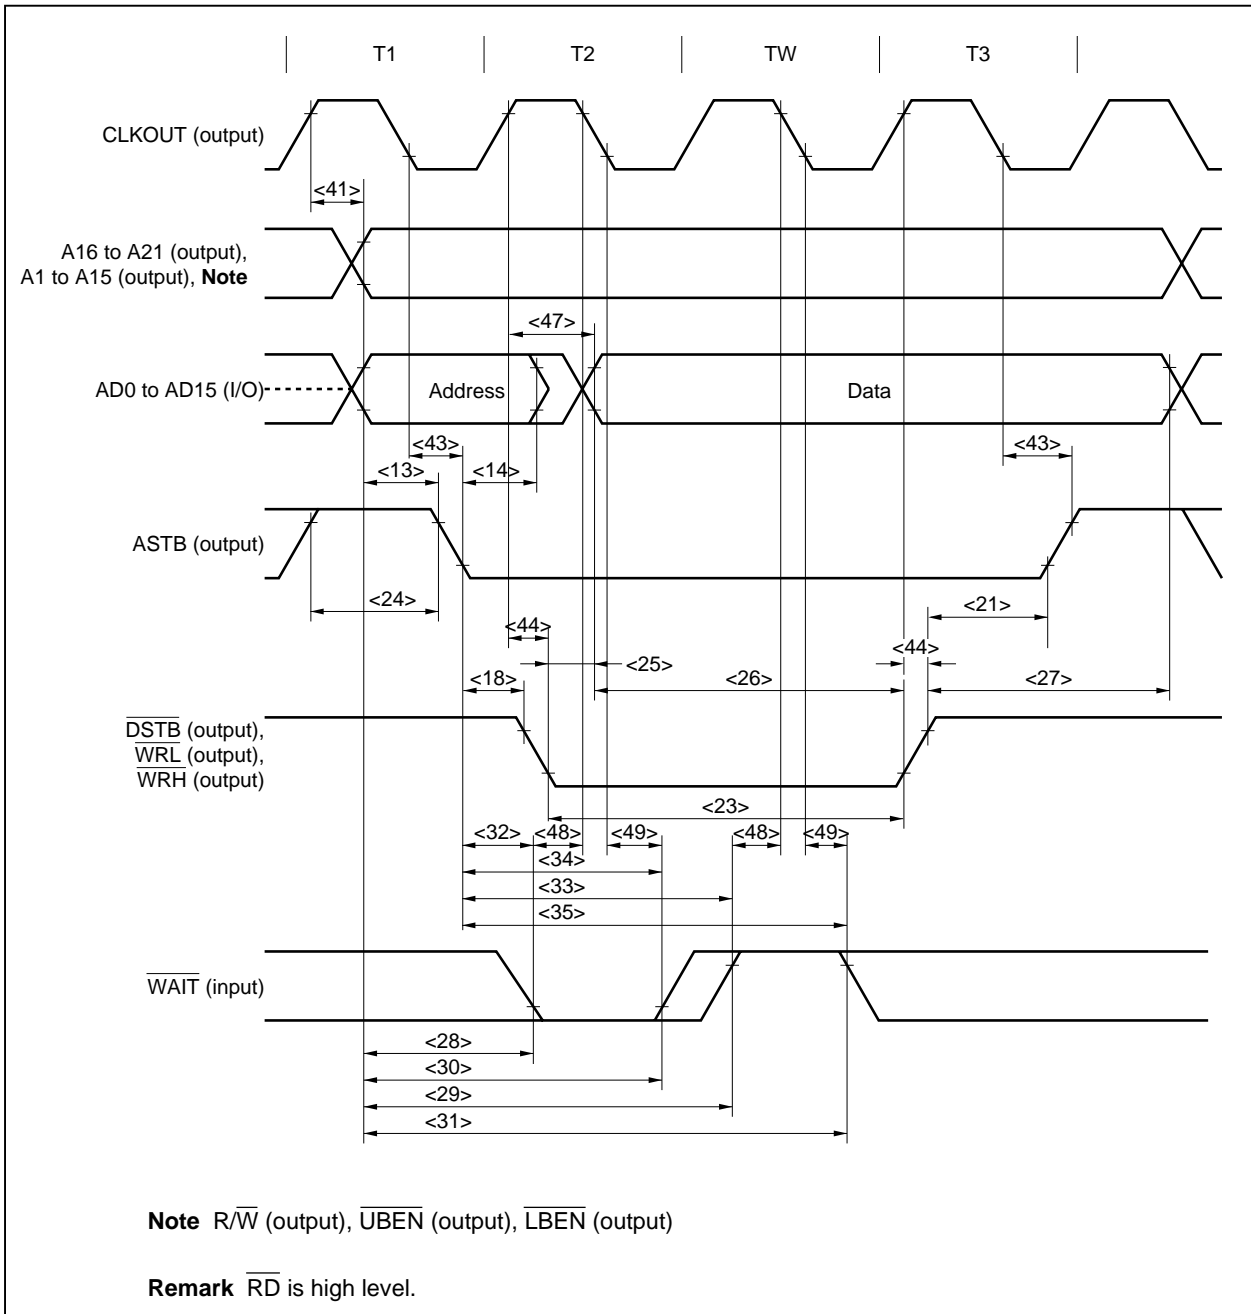 T1 T2 TW T3
CLKOUT (output)
<41>
A16 to A21 (output),
A1 to A15 (output), Note
<47>
AD0 to AD15 (I/O)
Address
Data
<43> <43>
<13> <14>
ASTB (output)
<24> <21>
<44> <44>
<25>
<18> <26> <27>
DSTB (output),
WRL (output),
WRH (output)
<23>
<32> <48> <49> <48> <49>
<34>
<33>
<35>
WAIT (input)
<28>
<30>
<29>
<31>
Note R/W (output), UBEN (output), LBEN (output)
Remark RD is high level.